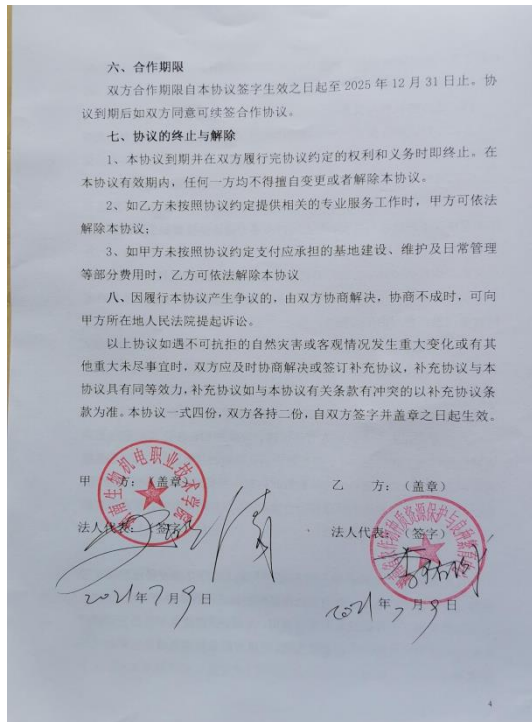 六、合作期限
双方合作期限自本协议签字生效之日起至 2025 年 12 月 31 日止。协
议到期后如双方同意可续签合作协议。
七、协议的终止与解除
1、本协议到期并在双方履行完协议约定的权利和义务时即终止。在
本协议有效期内，任何一方均不得擅自变更或者解除本协议。
2、如乙方未按照协议约定提供相关的专业服务工作时，甲方可依法
解除本协议；
3、如甲方未按照协议约定支付应承担的基地建设、维护及日常管理
等部分费用时，乙方可依法解除本协议
八、因履行本协议产生争议的，由双方协商解决，协商不成时，可向
甲方所在地人民法院提起诉讼。
以上协议如遇不可抗拒的自然灾害或客观情况发生重大变化或有其
他重大未尽事宜时，双方应及时协商解决或签订补充协议，补充协议与本
协议具有同等效力，补充协议如与本协议有关条款有冲突的以补充协议条
款为准。本协议一式四份，双方各持二份，自双方签字并盖章之日起生效。
甲 方：（盖章）
南生物机电职业技术学院
乙 方：（盖章）
法人代表：（签字）
法人代表：（签字）
2021年7月9日
2021年7月9日
4